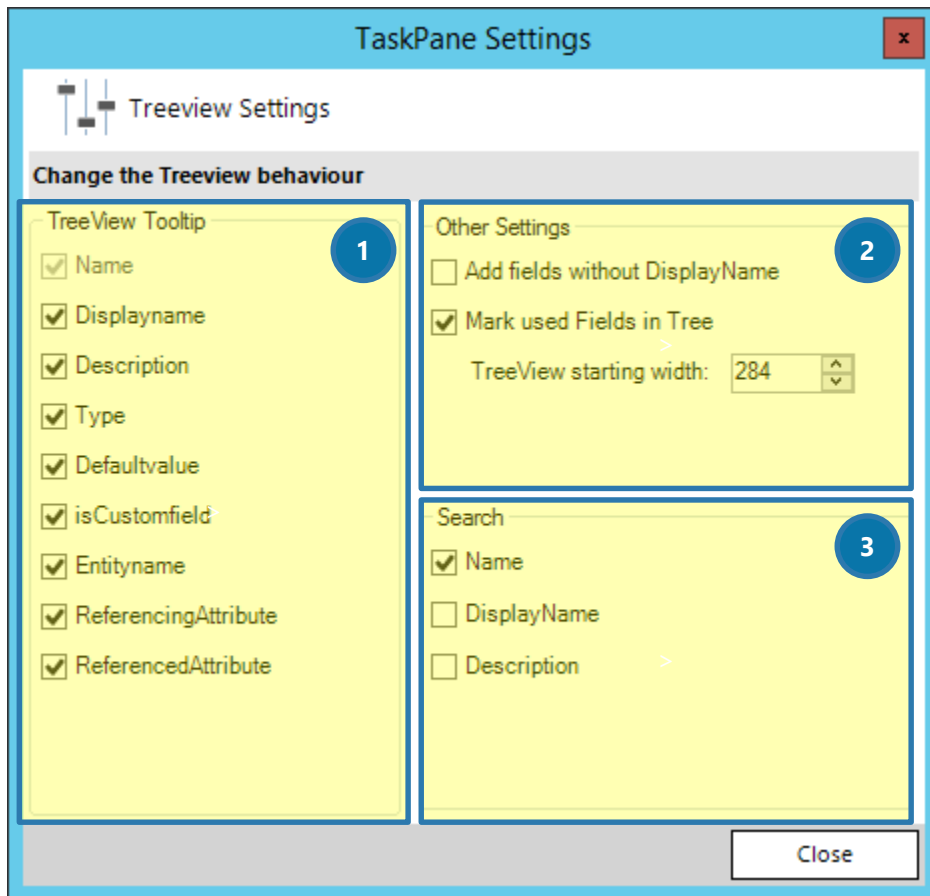 TaskPane Settings
x
Treeview Settings
Change the Treeview behaviour
TreeView Tooltip
1
Name
Displayname
Description
Type
Defaultvalue
isCustomfield
Entityname
ReferencingAttribute
ReferencedAttribute
Other Settings
2
Add fields without DisplayName
Mark used Fields in Tree
>
TreeView starting width: 284
Search
3
Name
DisplayName
Description
>
Close